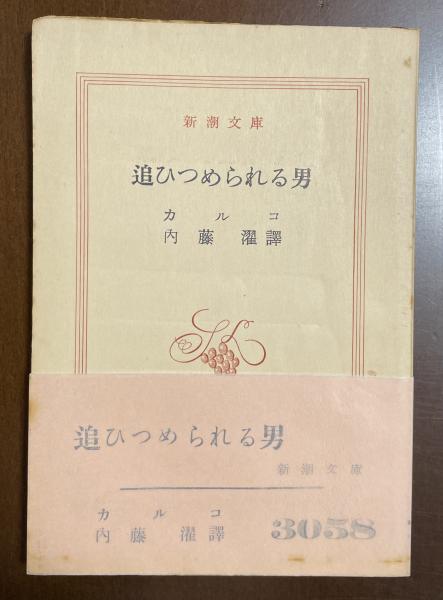 新潮文庫
追ひつめられる男
カルコ
内藤濯譯
追ひつめられる男
新潮文庫
カルコ
内藤濯譯
3058